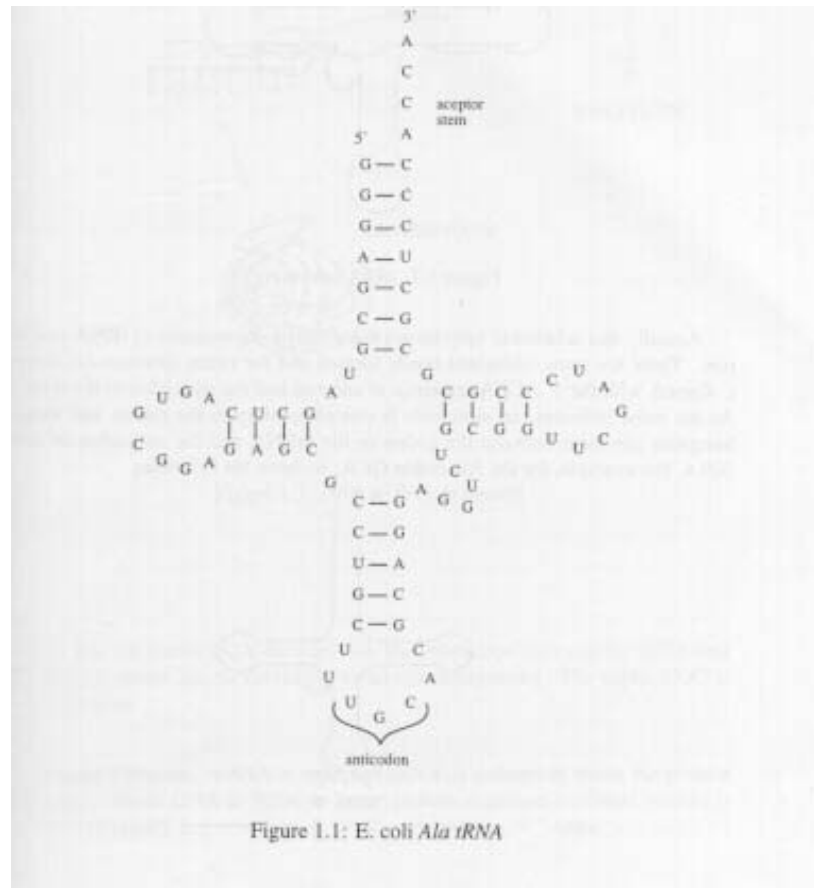 3'
A
C
C
aceptor
stem
5' A
G — C
G — C
G — C
A — U
G — C
C — G
G — C
U G C U
A C C G C C A
U G A C U C G G
G G C G G U U C
C G G A G A G C U
G C U
G A G G
C — G
C — G
U — A
G — C
C — G
U C
U A
U G C
anticodon
Figure 1.1: E. coli Ala tRNA